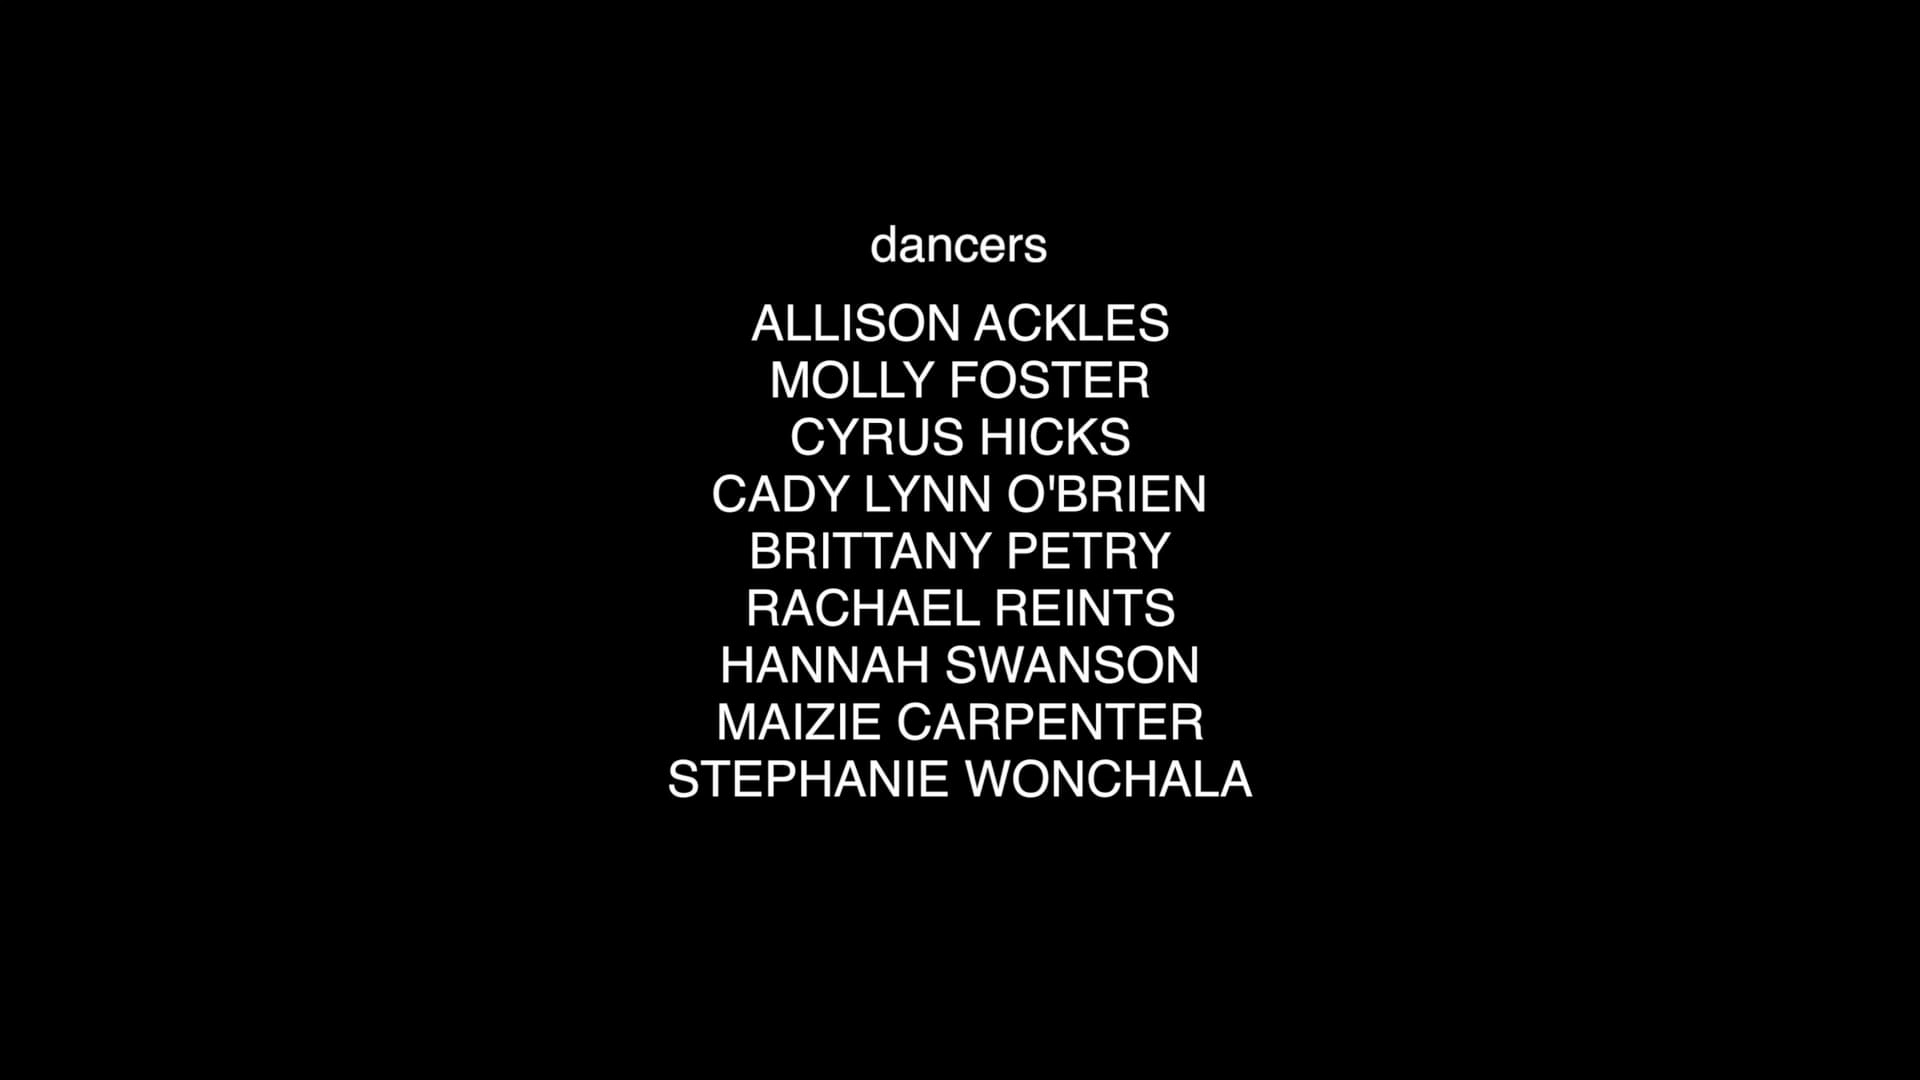 dancers
ALLISON ACKLES
MOLLY FOSTER
CYRUS HICKS
CADY LYNN O'BRIEN
BRITTANY PETRY
RACHAEL REINTS
HANNAH SWANSON
MAIZIE CARPENTER
STEPHANIE WONCHALA